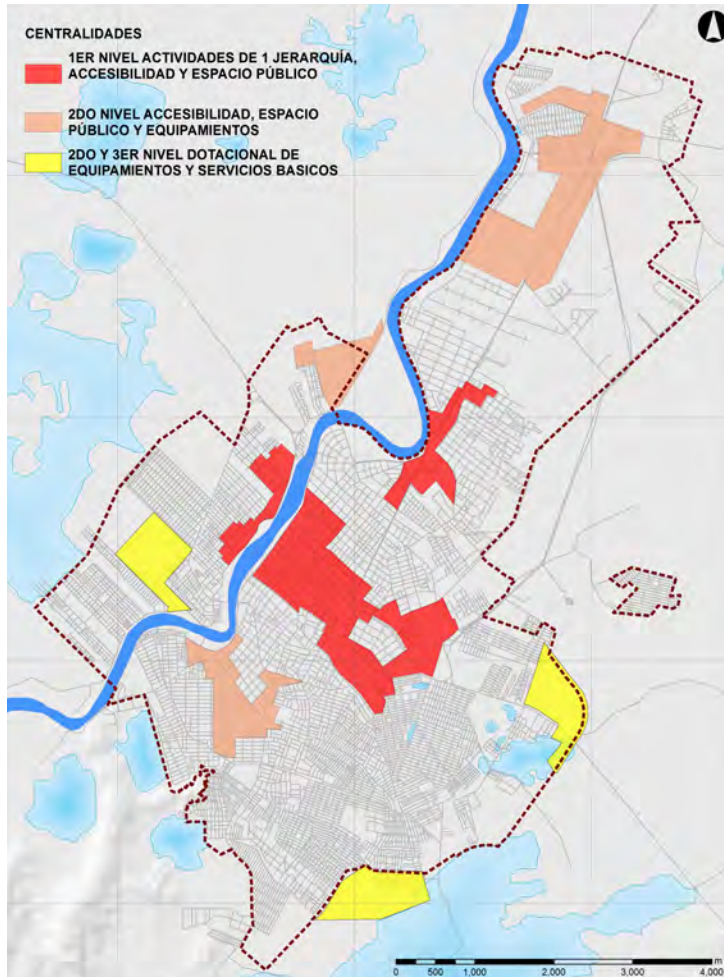 CENTRALIDADES
1ER NIVEL ACTIVIDADES DE 1 JERARQUÍA,
ACCESIBILIDAD Y ESPACIO PÚBLICO
2DO NIVEL ACCESIBILIDAD, ESPACIO
PÚBLICO Y EQUIPAMIENTOS
2DO Y 3ER NIVEL DOTACIONAL DE
EQUIPAMIENTOS Y SERVICIOS BASICOS
m
0 500 1.000 2.000 3.000 4.000